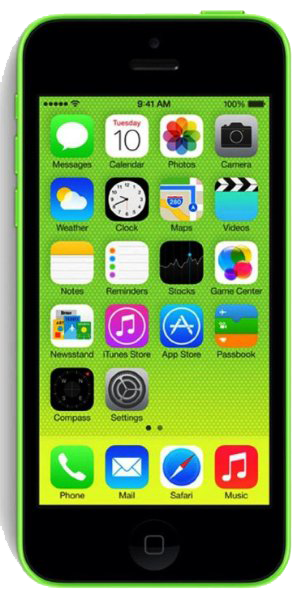 9:41 AM 100%
Tuesday
10
280
Messages Calendar Photos Camera
Weather Clock Maps Videos
Notes Reminders Stocks Game Center
Newsstand iTunes Store App Store Passbook
Compass Settings
Phone Mail Safari Music